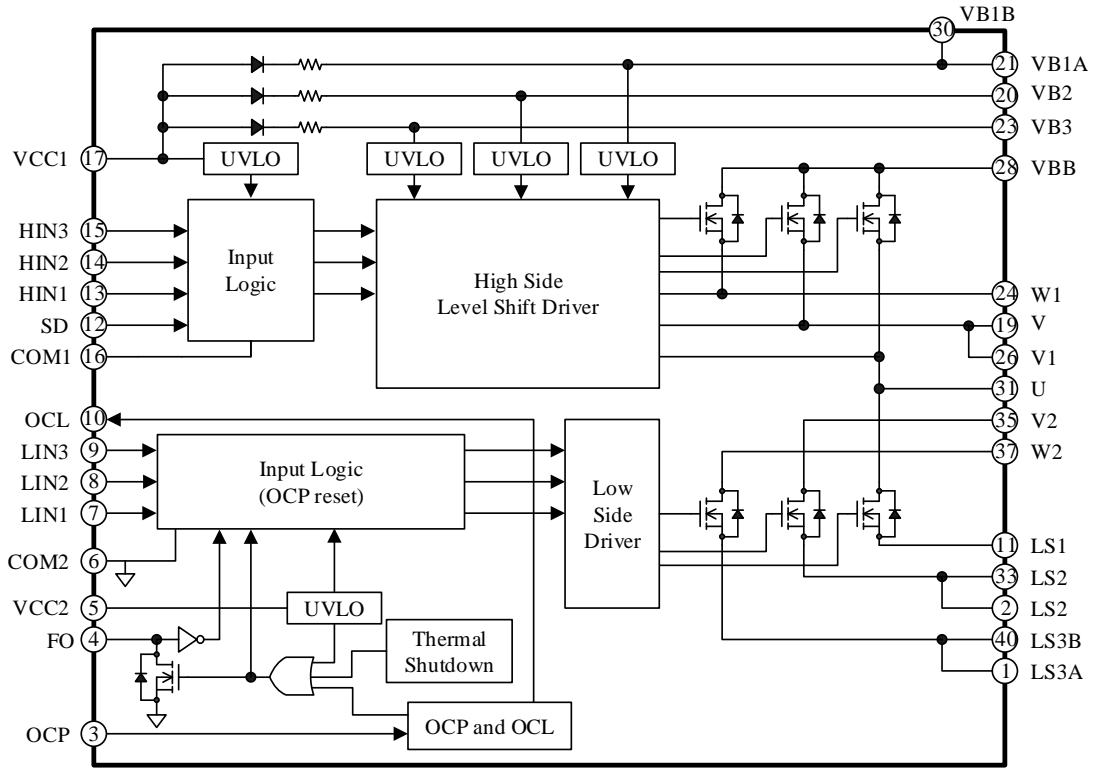 VB1B
30
21 VB1A
20 VB2
23 VB3
VCC1 17
UVLO
UVLO
UVLO
UVLO
28 VBB
HIN3 15
HIN2 14
HIN1 13
SD 12
COM1 16
Input
Logic
High Side
Level Shift Driver
24 W1
19 V
26 V1
31 U
35 V2
37 W2
OCL 10
LIN3 9
LIN2 8
LIN1 7
COM2 6
Input Logic
(OCP reset)
Low
Side
Driver
11 LS1
33 LS2
2 LS2
40 LS3B
1 LS3A
VCC2 5
UVLO
FO 4
Thermal
Shutdown
OCP and OCL
OCP 3